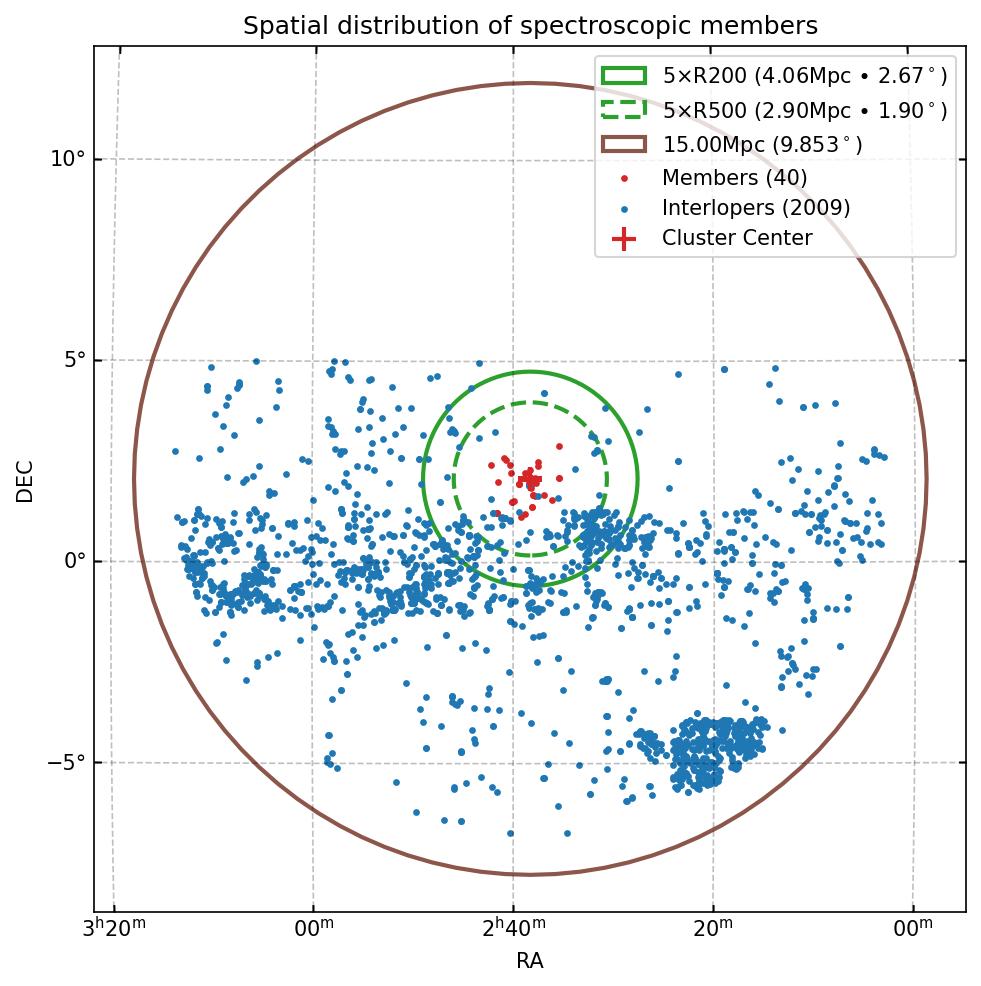 Spatial distribution of spectroscopic members
5×R200 (4.06Mpc • 2.67°)
5×R500 (2.90Mpc • 1.90°)
15.00Mpc (9.853°)
Members (40)
Interlopers (2009)
Cluster Center
10°
5°
0°
−5°
DEC
3ʰ20ᵐ 00ᵐ 2ʰ40ᵐ 20ᵐ 00ᵐ
RA